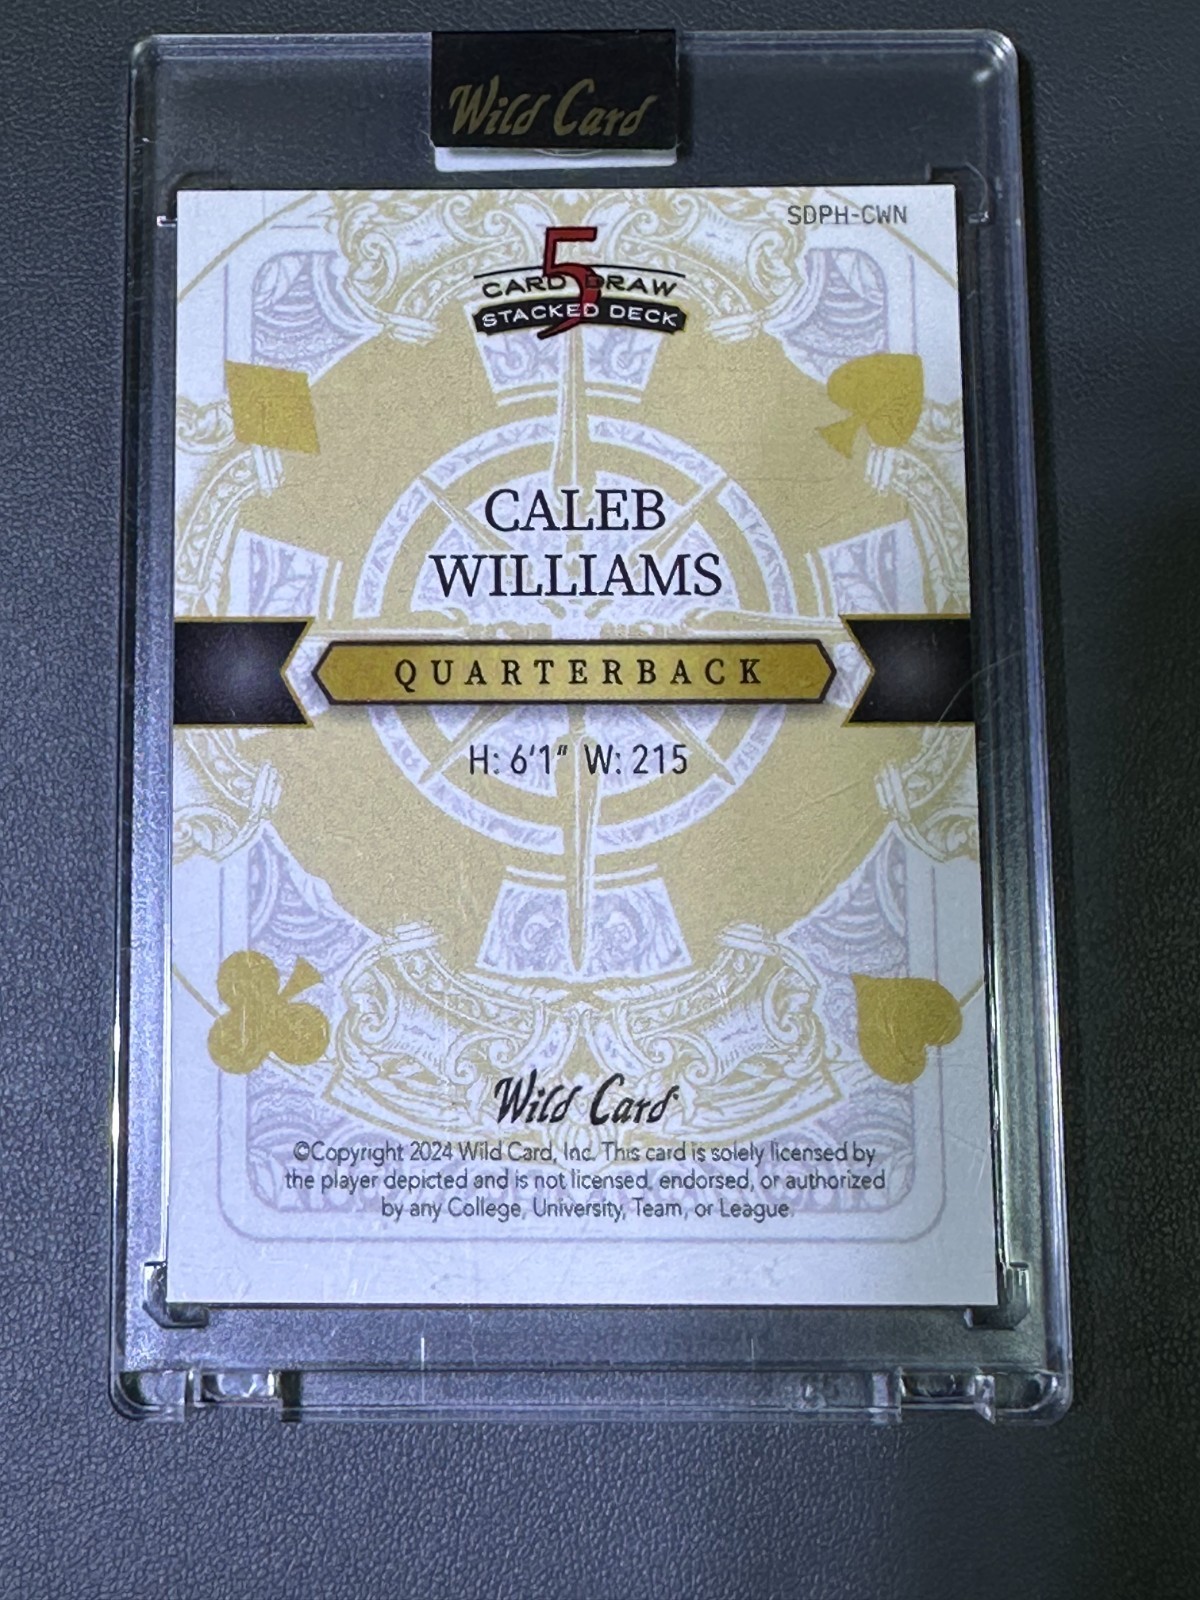 Wild Card
SDPH-CWN
5
CARD DRAW
STACKED DECK
CALEB
WILLIAMS
QUARTERBACK
H: 6'1" W: 215
Wild Card
©Copyright 2024 Wild Card, Inc. This card is solely licensed by
the player depicted and is not licensed, endorsed, or authorized
by any College, University, Team, or League.